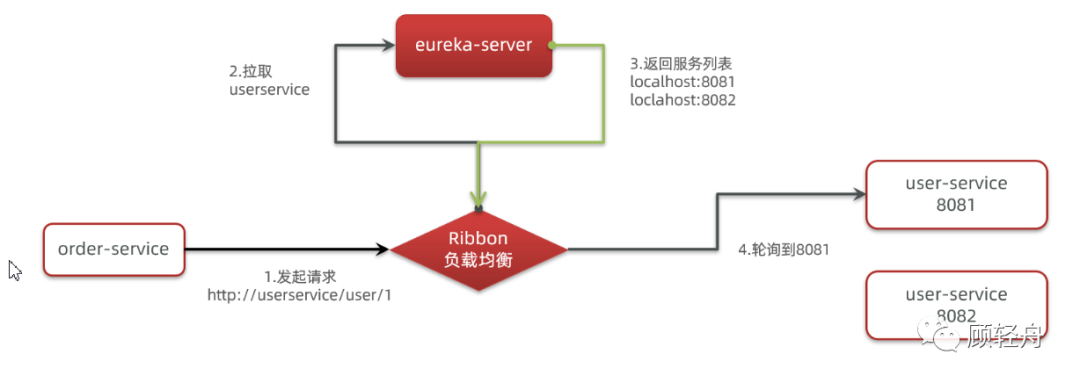 eureka-server
2.拉取
userservice
3.返回服务列表
localhost:8081
loclahost:8082
order-service
1.发起请求
http://userservice/user/1
Ribbon
负载均衡
4.轮询到8081
user-service
8081
user-service
8082
顾轻舟